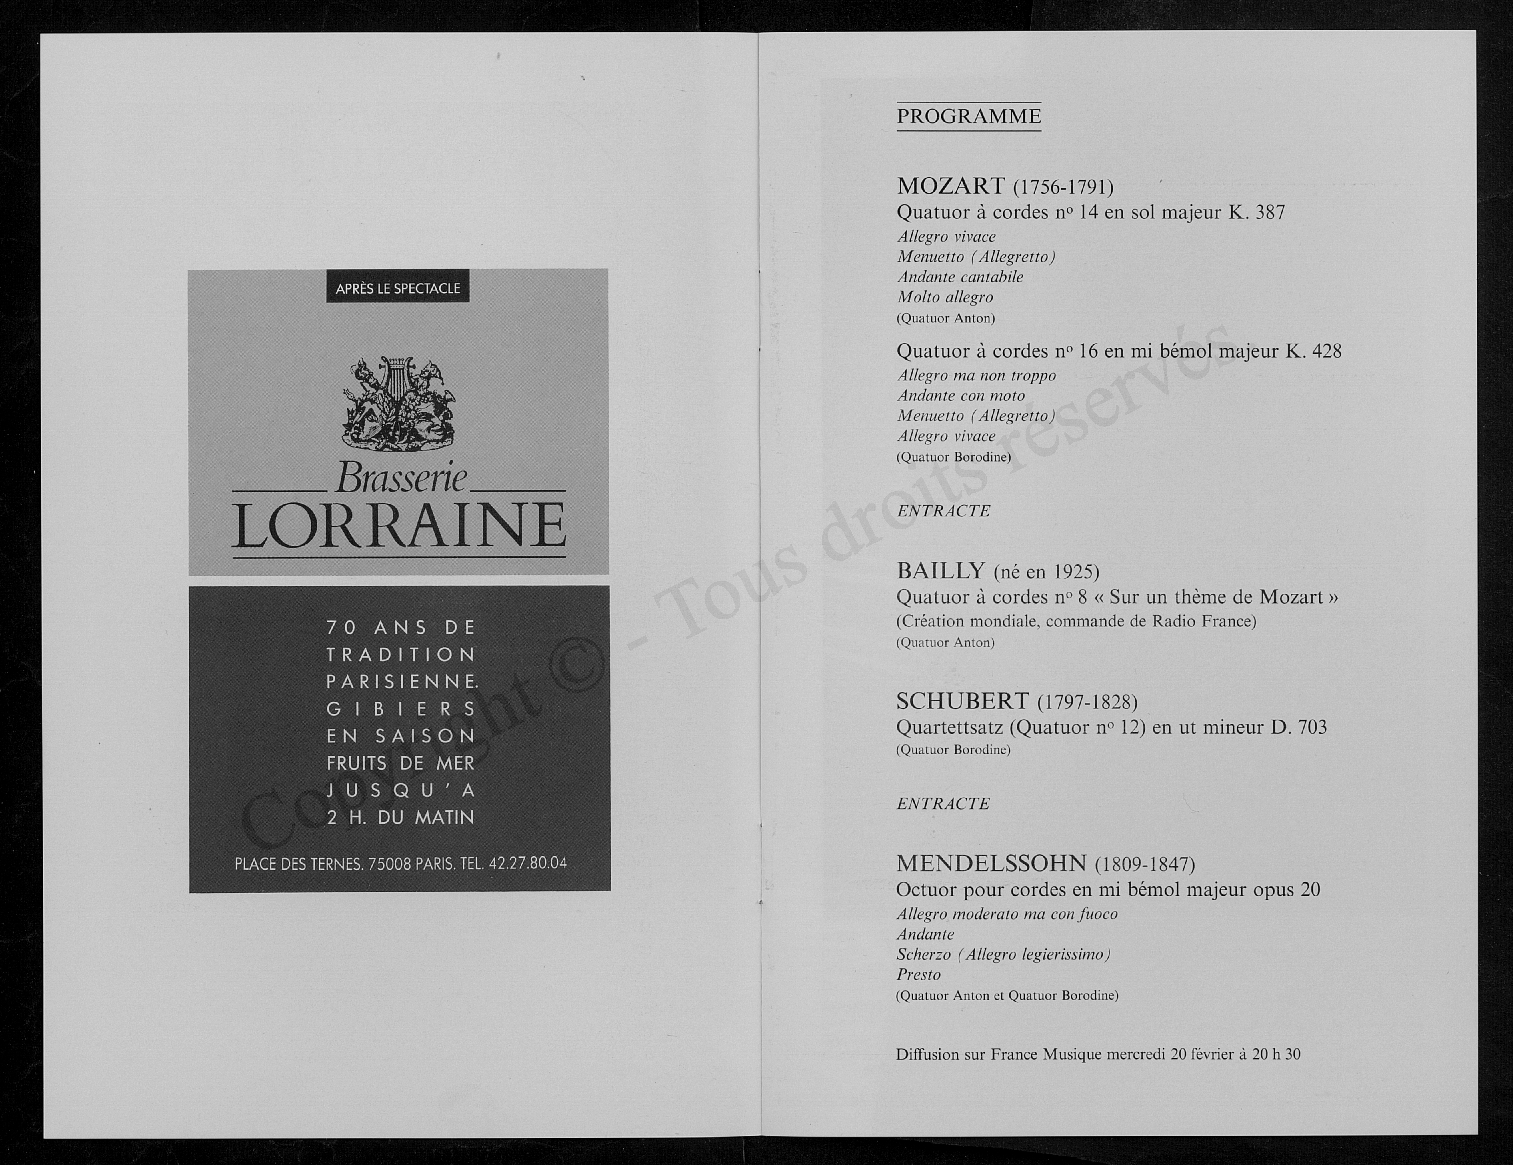 APRÈS LE SPECTACLE
Brasserie
LORRAINE
70 ANS DE
TRADITION
PARISIENNE.
GIBIERS
EN SAISON
FRUITS DE MER
JUSQU'A
2 H. DU MATIN
PLACE DES TERNES. 75008 PARIS. TEL. 42.27.80.04
PROGRAMME
MOZART (1756-1791)
Quatuor à cordes nº 14 en sol majeur K. 387
Allegro vivace
Menuetto (Allegretto)
Andante cantabile
Molto allegro
(Quatuor Anton)
Quatuor à cordes nº 16 en mi bémol majeur K. 428
Allegro ma non troppo
Andante con moto
Menuetto (Allegretto)
Allegro vivace
(Quatuor Borodine)
ENTRACTE
BAILLY (né en 1925)
Quatuor à cordes nº 8 « Sur un thème de Mozart »
(Création mondiale, commande de Radio France)
(Quatuor Anton)
SCHUBERT (1797-1828)
Quartettsatz (Quatuor nº 12) en ut mineur D. 703
(Quatuor Borodine)
ENTRACTE
MENDELSSOHN (1809-1847)
Octuor pour cordes en mi bémol majeur opus 20
Allegro moderato ma con fuoco
Andante
Scherzo (Allegro legierissimo)
Presto
(Quatuor Anton et Quatuor Borodine)
Diffusion sur France Musique mercredi 20 février à 20 h 30
Copyright © - Tous droits réservés.